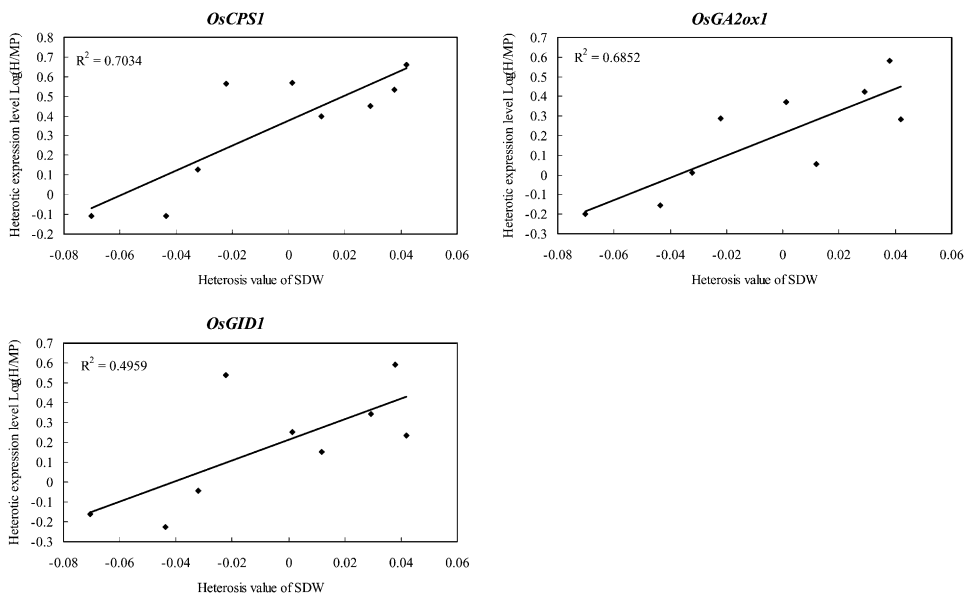 OsCPS1
R2 = 0.7034
Heterotic expression level Log(H/MP)
0.8
0.7
0.6
0.5
0.4
0.3
0.2
0.1
0
-0.1
-0.2
-0.08 -0.06 -0.04 -0.02 0 0.02 0.04 0.06
Heterosis value of SDW
OsGA2ox1
R2 = 0.6852
Heterotic expression level Log(H/MP)
0.7
0.6
0.5
0.4
0.3
0.2
0.1
0
-0.1
-0.2
-0.3
-0.08 -0.06 -0.04 -0.02 0 0.02 0.04 0.06
Heterosis value of SDW
OsGID1
R2 = 0.4959
Heterotic expression level Log(H/MP)
0.7
0.6
0.5
0.4
0.3
0.2
0.1
0
-0.1
-0.2
-0.3
-0.08 -0.06 -0.04 -0.02 0 0.02 0.04 0.06
Heterosis value of SDW